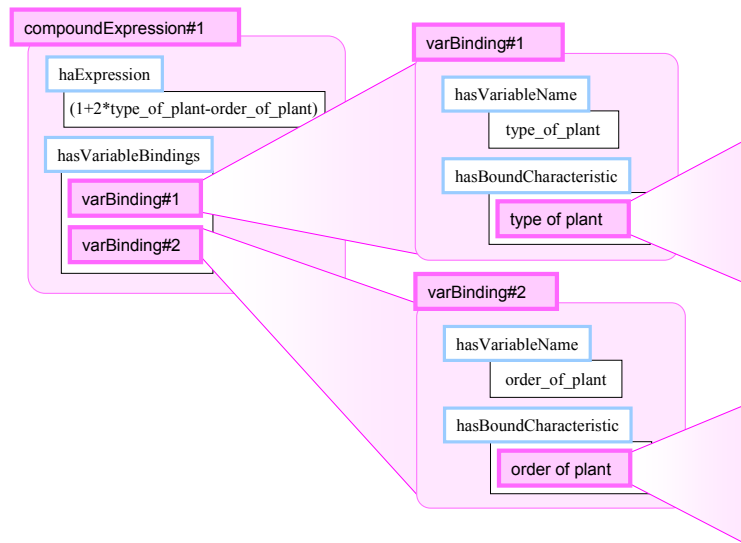 compoundExpression#1
haExpression
(1+2*type_of_plant-order_of_plant)
hasVariableBindings
varBinding#1
varBinding#2
varBinding#1
hasVariableName
type_of_plant
hasBoundCharacteristic
type of plant
varBinding#2
hasVariableName
order_of_plant
hasBoundCharacteristic
order of plant